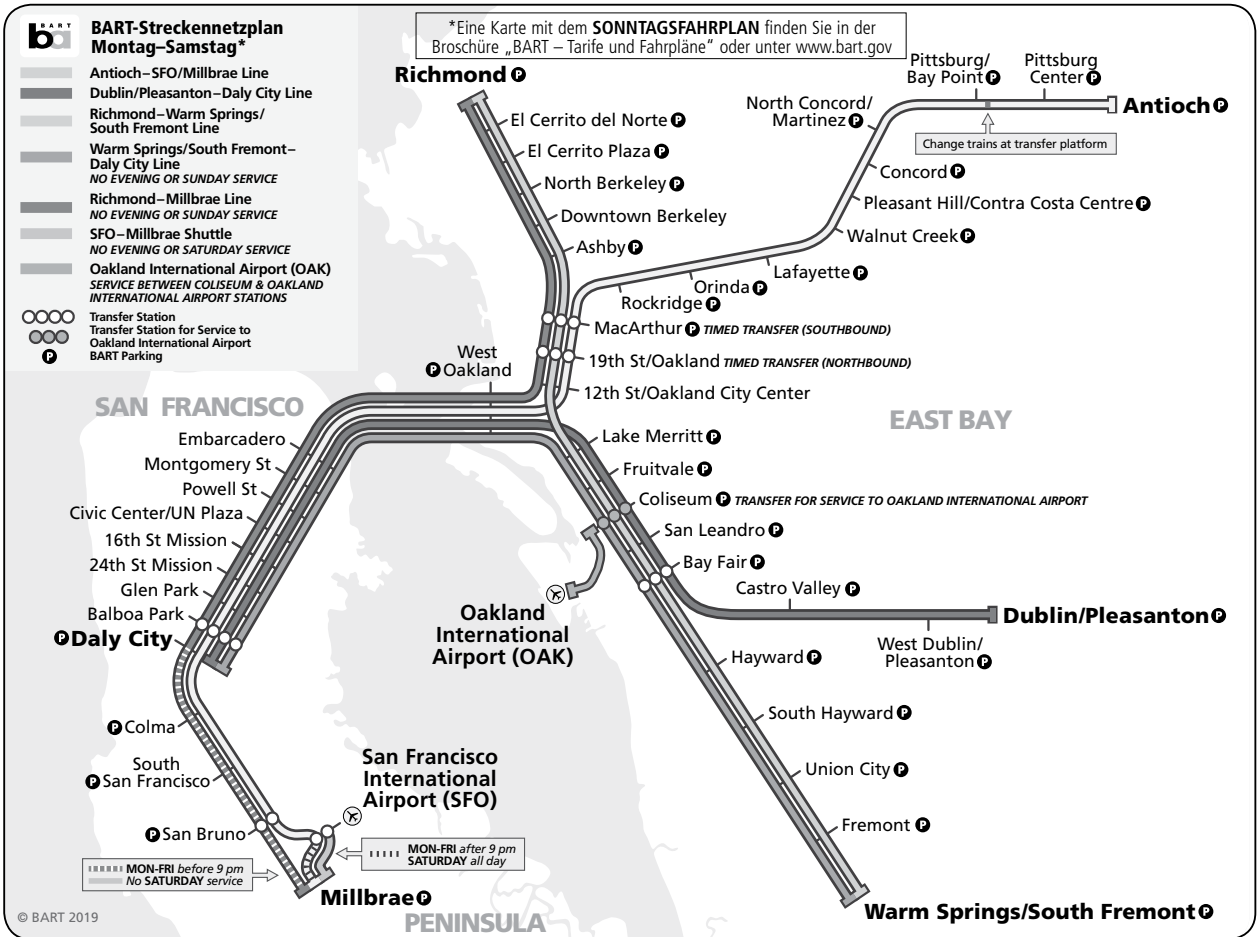 BART
ba
BART-Streckennetzplan
Montag–Samstag*
Antioch–SFO/Millbrae Line
Dublin/Pleasanton–Daly City Line
Richmond–Warm Springs/
South Fremont Line
Warm Springs/South Fremont–
Daly City Line
NO EVENING OR SUNDAY SERVICE
Richmond–Millbrae Line
NO EVENING OR SUNDAY SERVICE
SFO–Millbrae Shuttle
NO EVENING OR SATURDAY SERVICE
Oakland International Airport (OAK)
SERVICE BETWEEN COLISEUM & OAKLAND
INTERNATIONAL AIRPORT STATIONS
Transfer Station
Transfer Station for Service to
Oakland International Airport
P BART Parking
*Eine Karte mit dem SONNTAGSFAHRPLAN finden Sie in der
Broschüre „BART – Tarife und Fahrpläne“ oder unter www.bart.gov
Richmond P
El Cerrito del Norte P
El Cerrito Plaza P
North Berkeley P
Downtown Berkeley
Ashby P
Pittsburg/
Bay Point P
Pittsburg
Center P
Antioch P
North Concord/
Martinez P
Change trains at transfer platform
Concord P
Pleasant Hill/Contra Costa Centre P
Walnut Creek P
Lafayette P
Orinda P
Rockridge P
MacArthur P TIMED TRANSFER (SOUTHBOUND)
19th St/Oakland TIMED TRANSFER (NORTHBOUND)
12th St/Oakland City Center
West
P Oakland
SAN FRANCISCO
EAST BAY
Embarcadero
Montgomery St
Powell St
Civic Center/UN Plaza
16th St Mission
24th St Mission
Glen Park
Balboa Park
P Daly City
Lake Merritt P
Fruitvale P
Coliseum P TRANSFER FOR SERVICE TO OAKLAND INTERNATIONAL AIRPORT
San Leandro P
Bay Fair P
Castro Valley P
Dublin/Pleasanton P
West Dublin/
Pleasanton P
Oakland
International
Airport (OAK)
Hayward P
South Hayward P
Union City P
Fremont P
Warm Springs/South Fremont P
P Colma
South
P San Francisco
P San Bruno
San Francisco
International
Airport (SFO)
MON-FRI after 9 pm
SATURDAY all day
MON-FRI before 9 pm
No SATURDAY service
Millbrae P
PENINSULA
© BART 2019